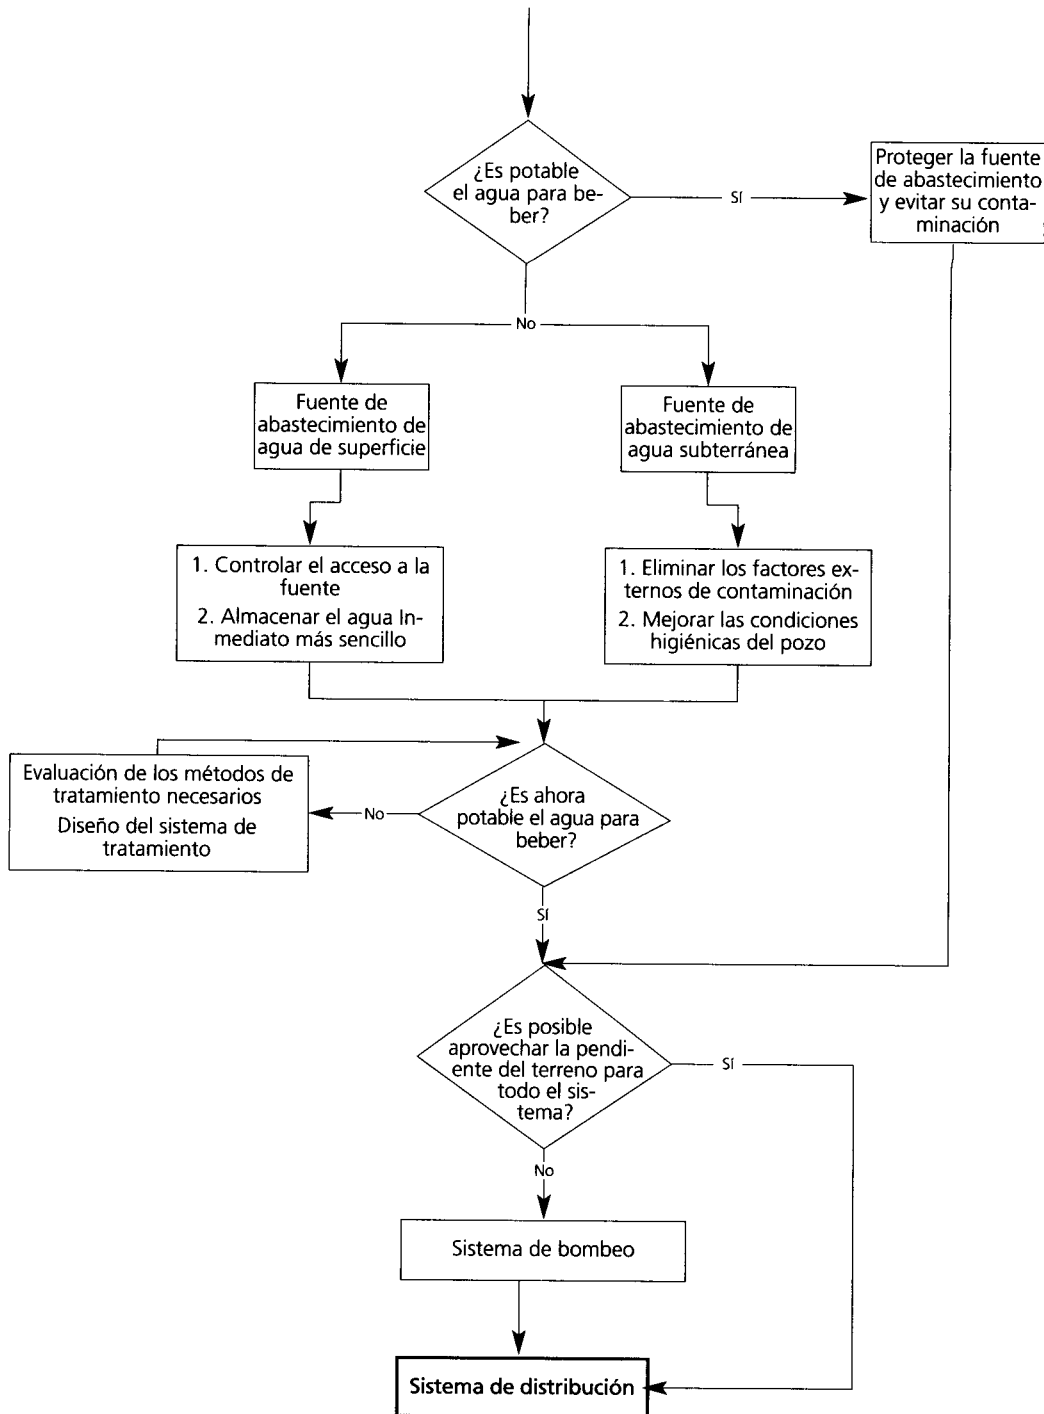 ¿Es potable
el agua para be-
ber?
Sí
Proteger la fuente
de abastecimiento
y evitar su conta-
minación
No
Fuente de
abastecimiento de
agua de superficie
Fuente de
abastecimiento de
agua subterránea
1. Controlar el acceso a la
fuente
2. Almacenar el agua In-
mediato más sencillo
1. Eliminar los factores ex-
ternos de contaminación
2. Mejorar las condiciones
higiénicas del pozo
Evaluación de los métodos de
tratamiento necesarios
Diseño del sistema de
tratamiento
No
¿Es ahora
potable el agua para
beber?
Sí
¿Es posible
aprovechar la pendi-
ente del terreno para
todo el sis-
tema?
Sí
No
Sistema de bombeo
Sistema de distribución